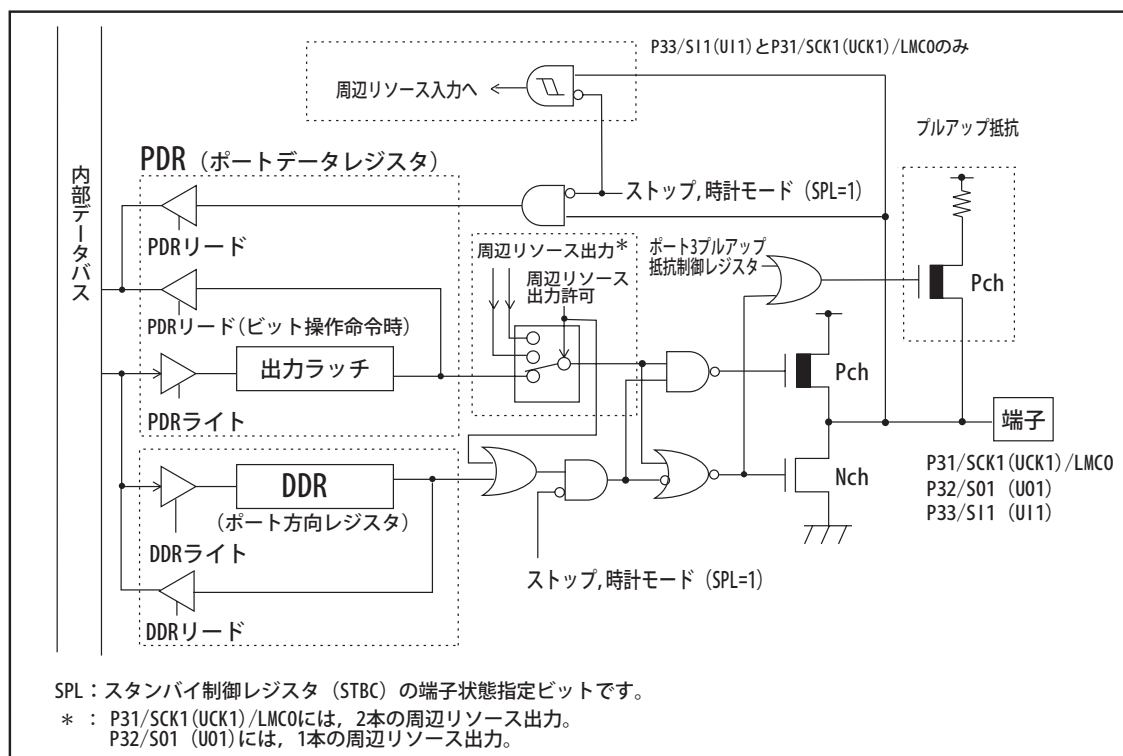 P33/SI1(UI1)とP31/SCK1(UCK1)/LMCOのみ
周辺リソース入力へ
プルアップ抵抗
内部データバス
PDR（ポートデータレジスタ）
ストップ,時計モード（SPL=1）
PDRリード
周辺リソース出力*
周辺リソース
出力許可
ポート3プルアップ
抵抗制御レジスタ
Pch
PDRリード(ビット操作命令時)
出力ラッチ
Pch
PDRライト
端子
DDR
(ポート方向レジスタ)
Nch
P31/SCK1(UCK1)/LMCO
P32/SO1（UO1）
P33/SI1（UI1）
DDRライト
ストップ,時計モード（SPL=1）
DDRリード
SPL：スタンバイ制御レジスタ（STBC）の端子状態指定ビットです。
*　：P31/SCK1(UCK1)/LMCOには，2本の周辺リソース出力。
P32/SO1（UO1)には，1本の周辺リソース出力。